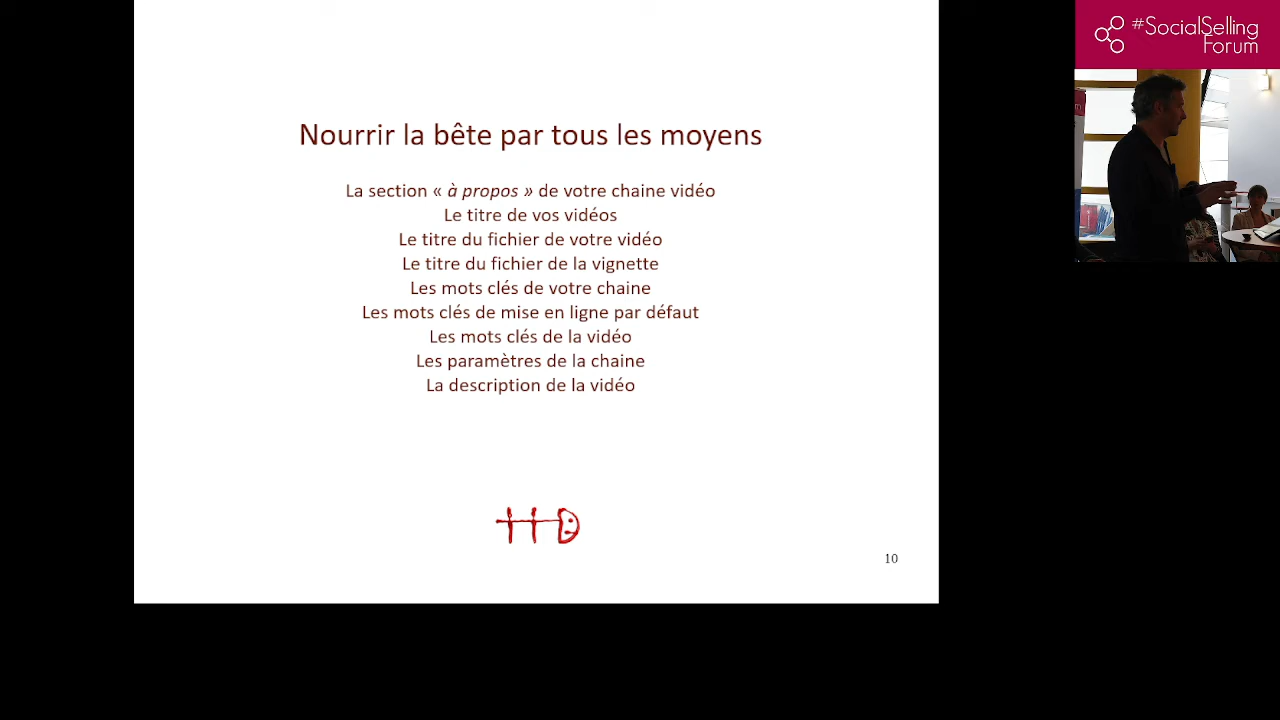 #SocialSelling
Forum
Nourrir la bête par tous les moyens
La section « à propos » de votre chaine vidéo
Le titre de vos vidéos
Le titre du fichier de votre vidéo
Le titre du fichier de la vignette
Les mots clés de votre chaine
Les mots clés de mise en ligne par défaut
Les mots clés de la vidéo
Les paramètres de la chaine
La description de la vidéo
10